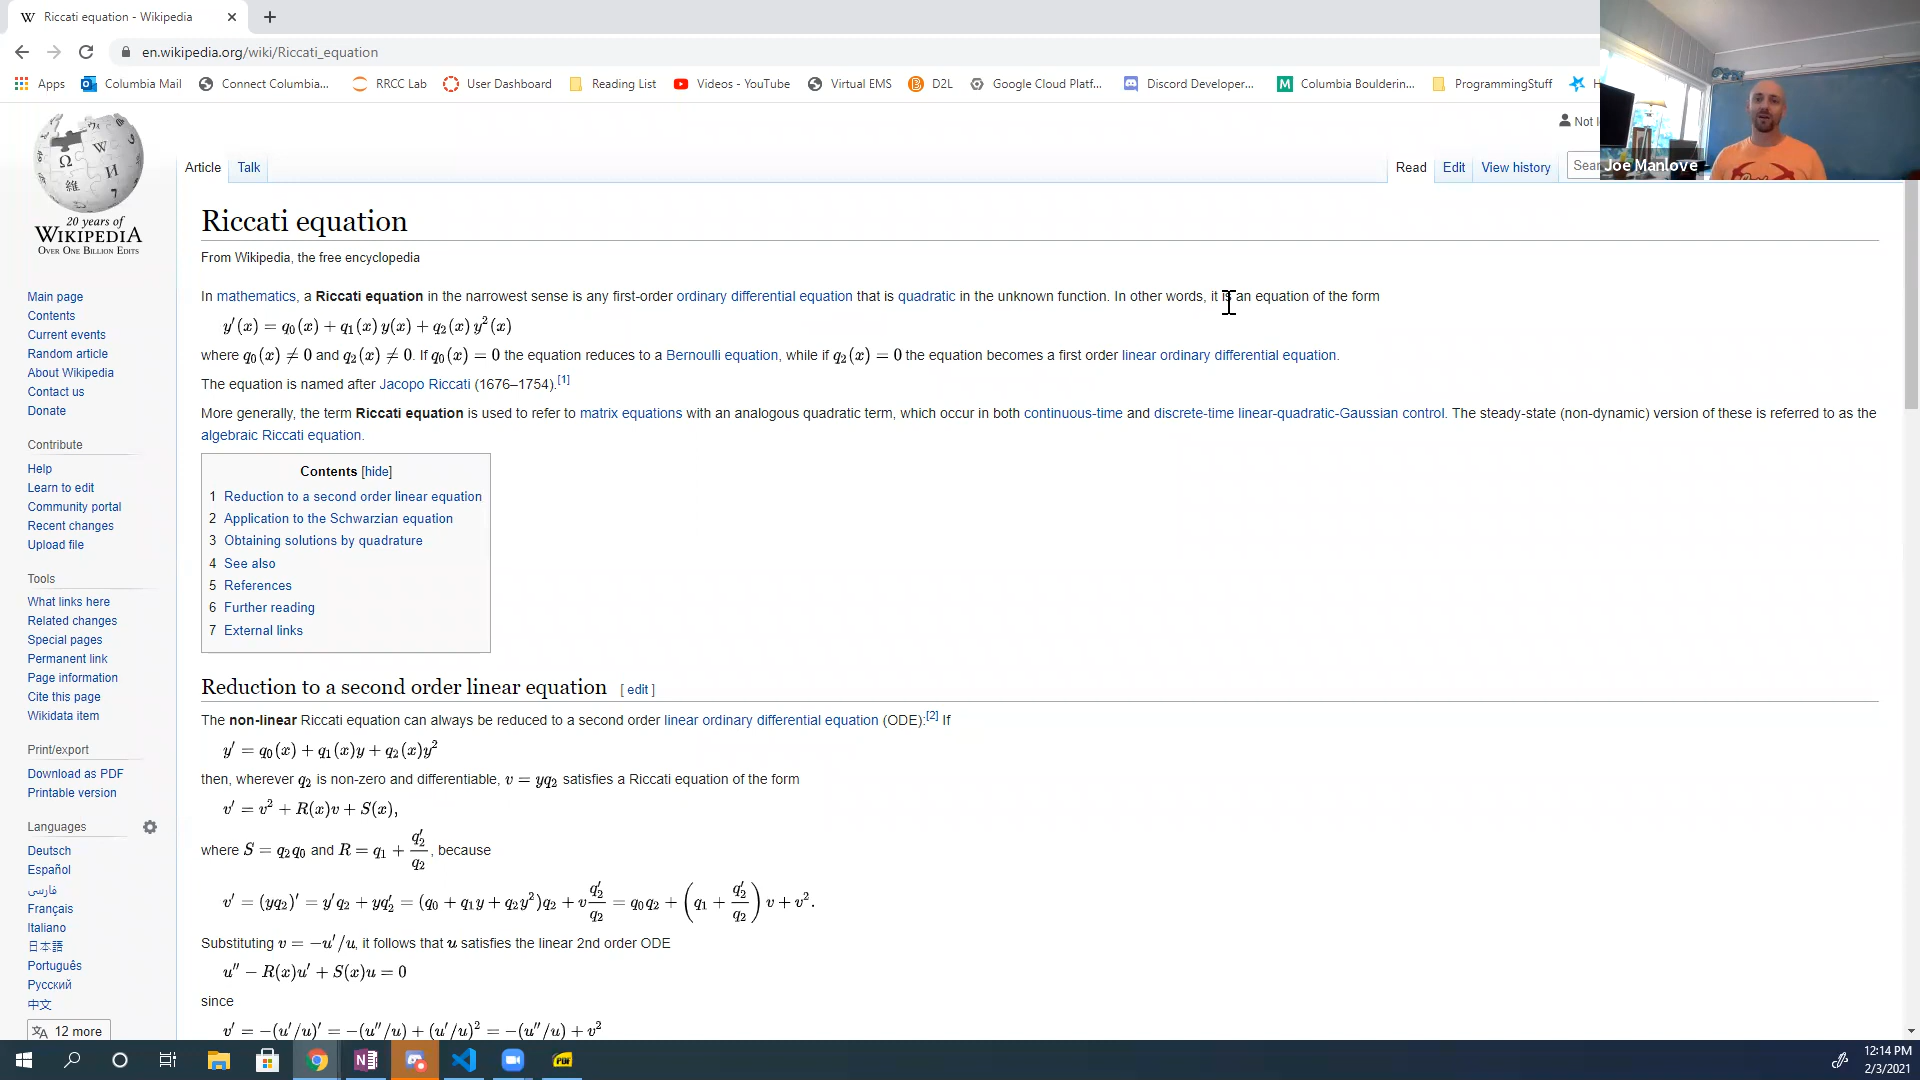 Riccati equation - Wikipedia
en.wikipedia.org/wiki/Riccati_equation
Apps Columbia Mail Connect Columbia... RRCC Lab User Dashboard Reading List Videos - YouTube Virtual EMS D2L Google Cloud Platf... Discord Developer... Columbia Boulderin... ProgrammingStuff
Joe Manlove
Not
Article Talk Read Edit View history
20 years of
WIKIPEDIA
OVER ONE BILLION EDITS
Main page
Contents
Current events
Random article
About Wikipedia
Contact us
Donate
Contribute
Help
Learn to edit
Community portal
Recent changes
Upload file
Tools
What links here
Related changes
Special pages
Permanent link
Page information
Cite this page
Wikidata item
Print/export
Download as PDF
Printable version
Languages
Deutsch
Español
فارسی
Français
Italiano
日本語
Português
Русский
中文
12 more
Riccati equation
From Wikipedia, the free encyclopedia
In mathematics, a Riccati equation in the narrowest sense is any first-order ordinary differential equation that is quadratic in the unknown function. In other words, it is an equation of the form
y′(x) = q₀(x) + q₁(x) y(x) + q₂(x) y²(x)
where q₀(x) ≠ 0 and q₂(x) ≠ 0. If q₀(x) = 0 the equation reduces to a Bernoulli equation, while if q₂(x) = 0 the equation becomes a first order linear ordinary differential equation.
The equation is named after Jacopo Riccati (1676–1754).[1]
More generally, the term Riccati equation is used to refer to matrix equations with an analogous quadratic term, which occur in both continuous-time and discrete-time linear-quadratic-Gaussian control. The steady-state (non-dynamic) version of these is referred to as the
algebraic Riccati equation.
Contents [hide]
1 Reduction to a second order linear equation
2 Application to the Schwarzian equation
3 Obtaining solutions by quadrature
4 See also
5 References
6 Further reading
7 External links
Reduction to a second order linear equation [ edit ]
The non-linear Riccati equation can always be reduced to a second order linear ordinary differential equation (ODE):[2] If
y′ = q₀(x) + q₁(x)y + q₂(x)y²
then, wherever q₂ is non-zero and differentiable, v = yq₂ satisfies a Riccati equation of the form
v′ = v² + R(x)v + S(x),
where S = q₂q₀ and R = q₁ + q₂′/q₂, because
v′ = (yq₂)′ = y′q₂ + yq₂′ = (q₀ + q₁y + q₂y²)q₂ + v q₂′/q₂ = q₀q₂ + (q₁ + q₂′/q₂) v + v².
Substituting v = −u′/u, it follows that u satisfies the linear 2nd order ODE
u″ − R(x)u′ + S(x)u = 0
since
v′ = −(u′/u)′ = −(u″/u) + (u′/u)² = −(u″/u) + v²
PDF
12:14 PM
2/3/2021